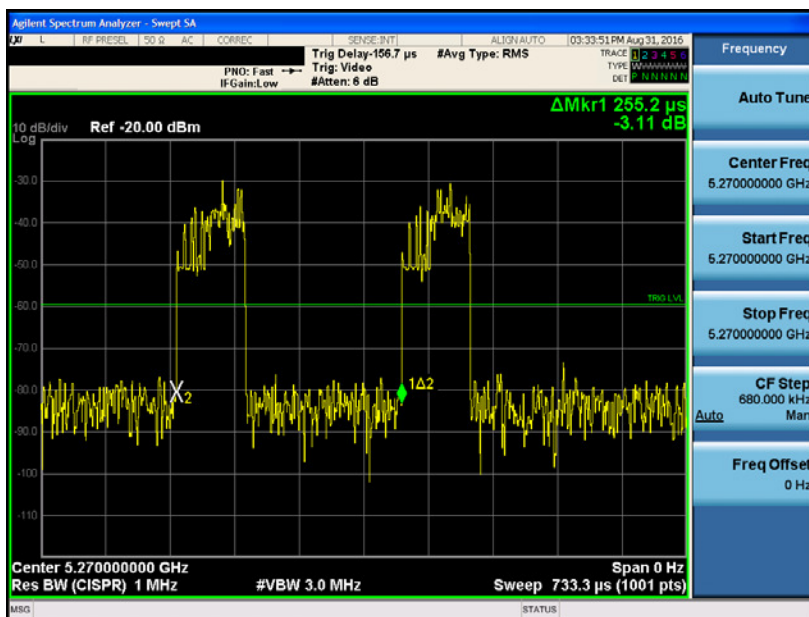 Agilent Spectrum Analyzer - Swept SA
L RF PRESEL 50 Ω AC CORREC SENSE:INT ALIGN AUTO 03:33:51 PM Aug 31, 2016
Trig Delay-156.7 µs #Avg Type: RMS TRACE 1 2 3 4 5 6
PNO: Fast Trig: Video TYPE W
IFGain:Low #Atten: 6 dB DET P N N N N N
ΔMkr1 255.2 µs
-3.11 dB
10 dB/div Ref -20.00 dBm
Log
-30.0
-40.0
-50.0
-60.0
TRIG LVL
-70.0
-80.0
2
1Δ2
-90.0
-100
-110
Center 5.270000000 GHz Span 0 Hz
Res BW (CISPR) 1 MHz #VBW 3.0 MHz Sweep 733.3 µs (1001 pts)
MSG STATUS
Frequency
Auto Tune
Center Freq
5.270000000 GHz
Start Freq
5.270000000 GHz
Stop Freq
5.270000000 GHz
CF Step
680.000 kHz
Auto Man
Freq Offset
0 Hz